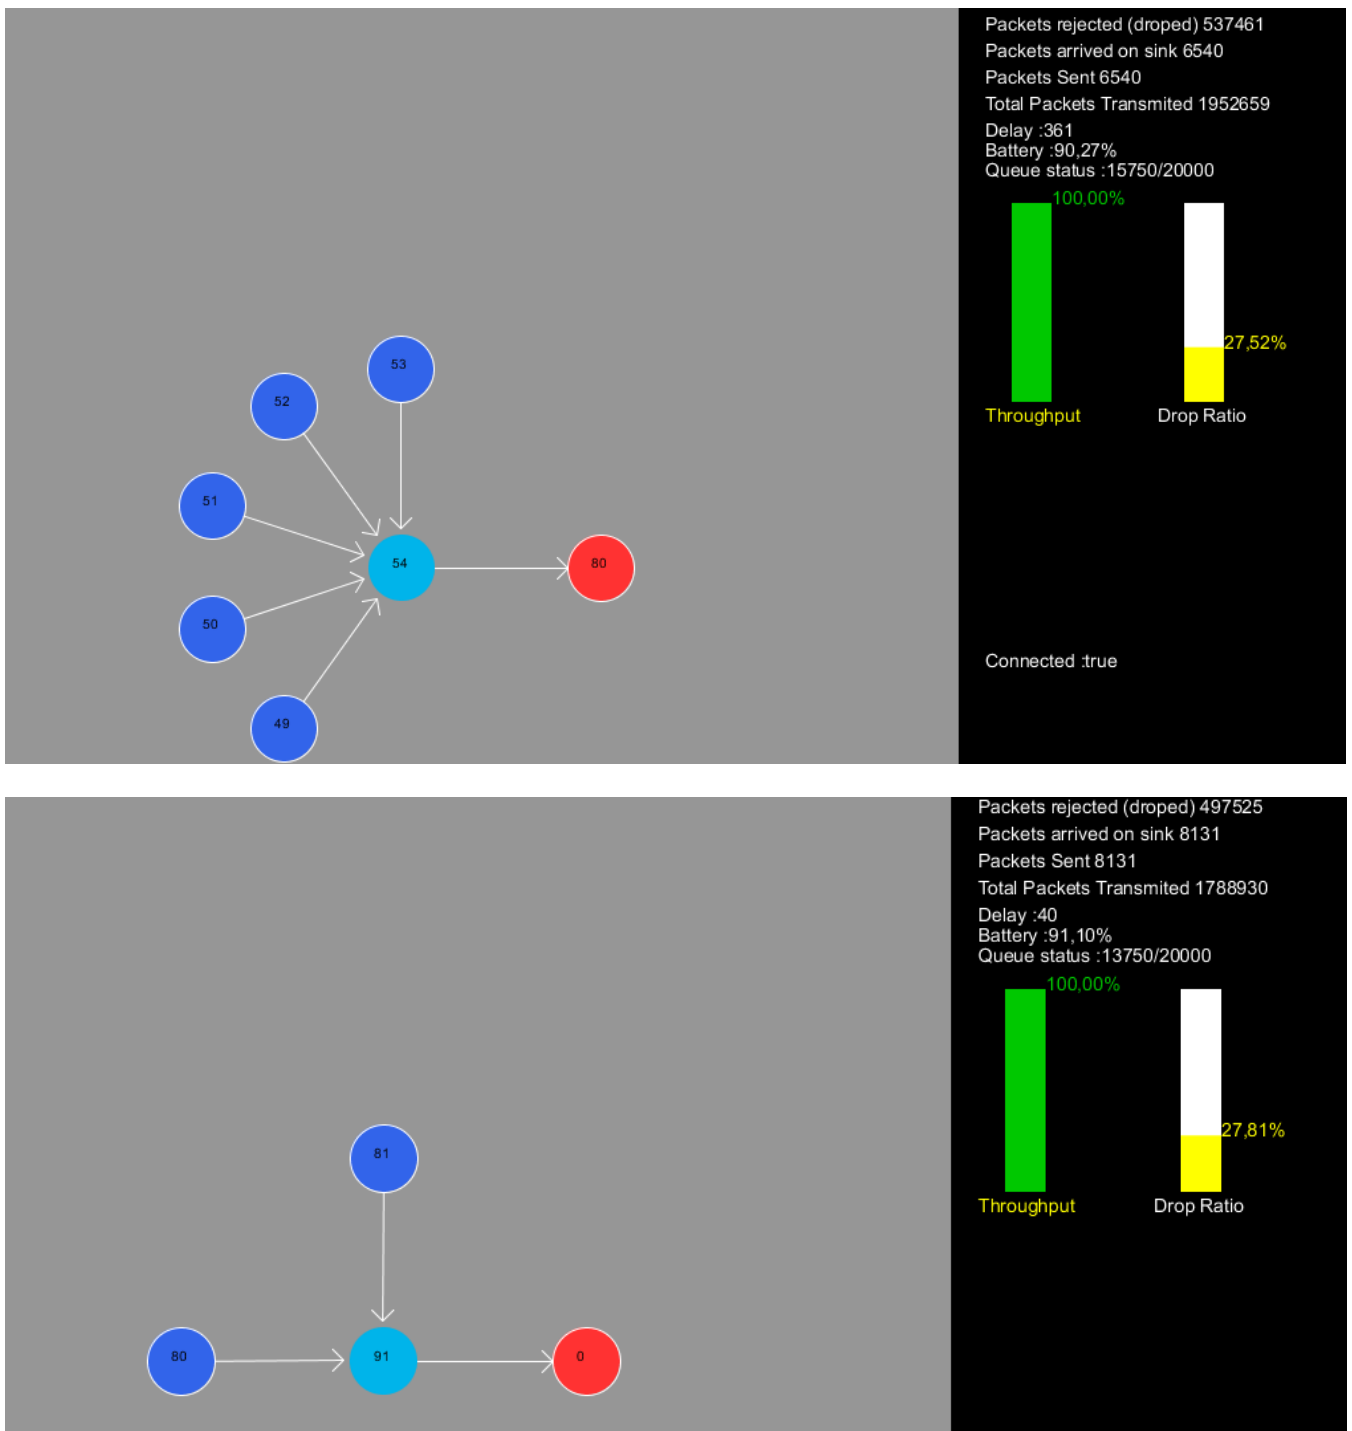 Packets rejected (droped) 537461
Packets arrived on sink 6540
Packets Sent 6540
Total Packets Transmited 1952659
Delay :361
Battery :90,27%
Queue status :15750/20000
100,00%
27,52%
Throughput
Drop Ratio
53
52
51
54
80
50
49
Connected :true
Packets rejected (droped) 497525
Packets arrived on sink 8131
Packets Sent 8131
Total Packets Transmited 1788930
Delay :40
Battery :91,10%
Queue status :13750/20000
100,00%
27,81%
Throughput
Drop Ratio
81
80
91
0